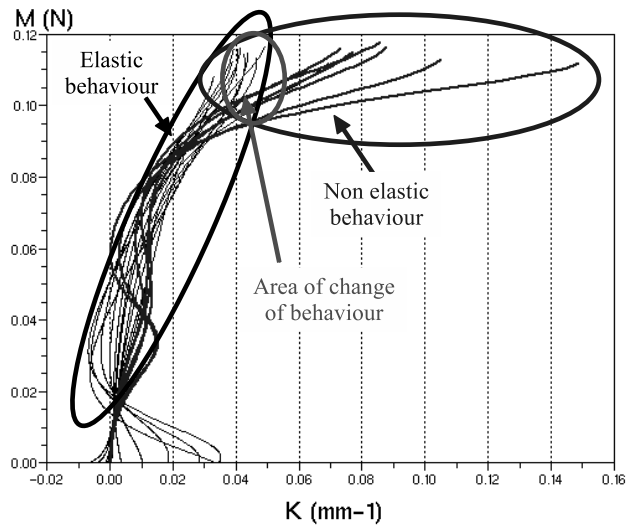 M (N)
0.12
0.10
0.08
0.06
0.04
0.02
0.00
Elastic
behaviour
Non elastic
behaviour
Area of change
of behaviour
-0.02 0.00 0.02 0.04 0.06 0.08 0.10 0.12 0.14 0.16
K (mm-1)